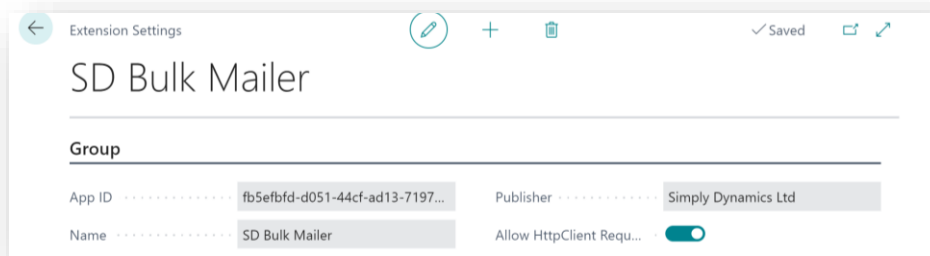 Extension Settings
Saved
SD Bulk Mailer
Group
App ID
fb5efbfd-d051-44cf-ad13-7197...
Publisher
Simply Dynamics Ltd
Name
SD Bulk Mailer
Allow HttpClient Requ...